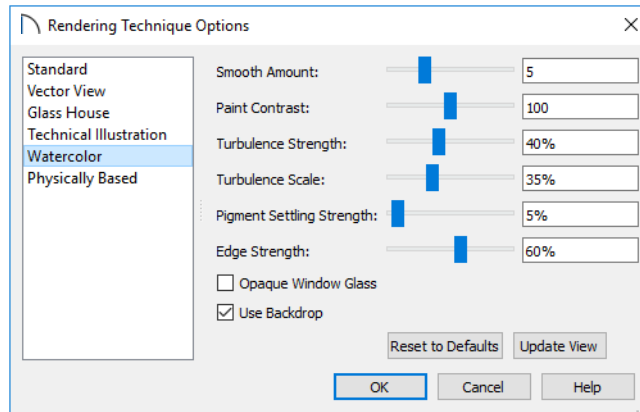 Rendering Technique Options
Standard
Vector View
Glass House
Technical Illustration
Watercolor
Physically Based
Smooth Amount: 5
Paint Contrast: 100
Turbulence Strength: 40%
Turbulence Scale: 35%
Pigment Settling Strength: 5%
Edge Strength: 60%
Opaque Window Glass
Use Backdrop
Reset to Defaults Update View
OK Cancel Help